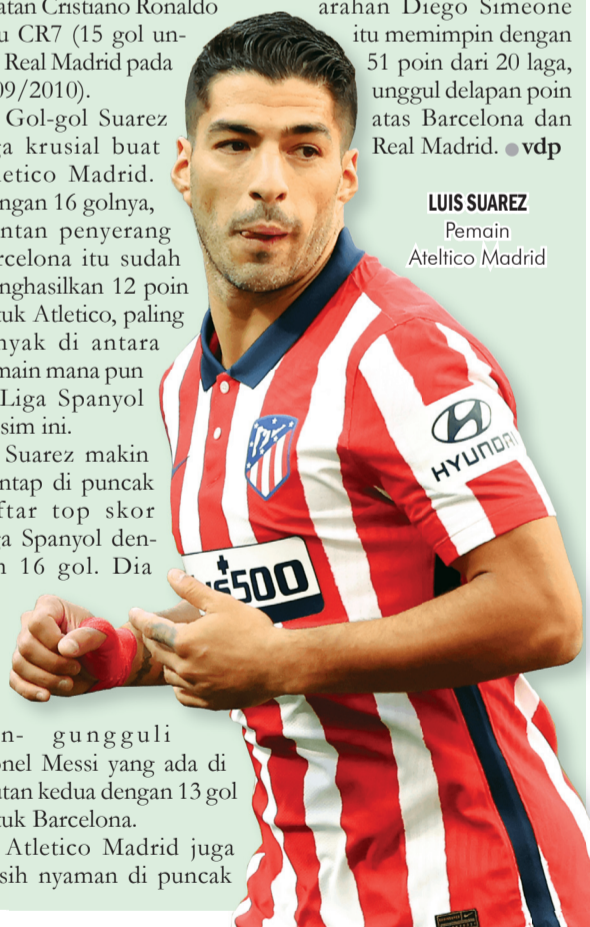 atan Cristiano Ronaldo
u CR7 (15 gol un-
Real Madrid pada
09/2010).
Gol-gol Suarez
ga krusial buat
letico Madrid.
ngan 16 golnya,
antan penyerang
rcelona itu sudah
nghasilkan 12 poin
tuk Atletico, paling
nyak di antara
main mana pun
Liga Spanyol
sim ini.
Suarez makin
ntap di puncak
ftar top skor
ga Spanyol den-
n 16 gol. Dia
n- gungguli
onel Messi yang ada di
utan kedua dengan 13 gol
tuk Barcelona.
Atletico Madrid juga
sih nyaman di puncak
arahan Diego Simeone
itu memimpin dengan
51 poin dari 20 laga,
unggul delapan poin
atas Barcelona dan
Real Madrid. ●vdp
LUIS SUAREZ
Pemain
Ateltico Madrid
HYUNDAI
500